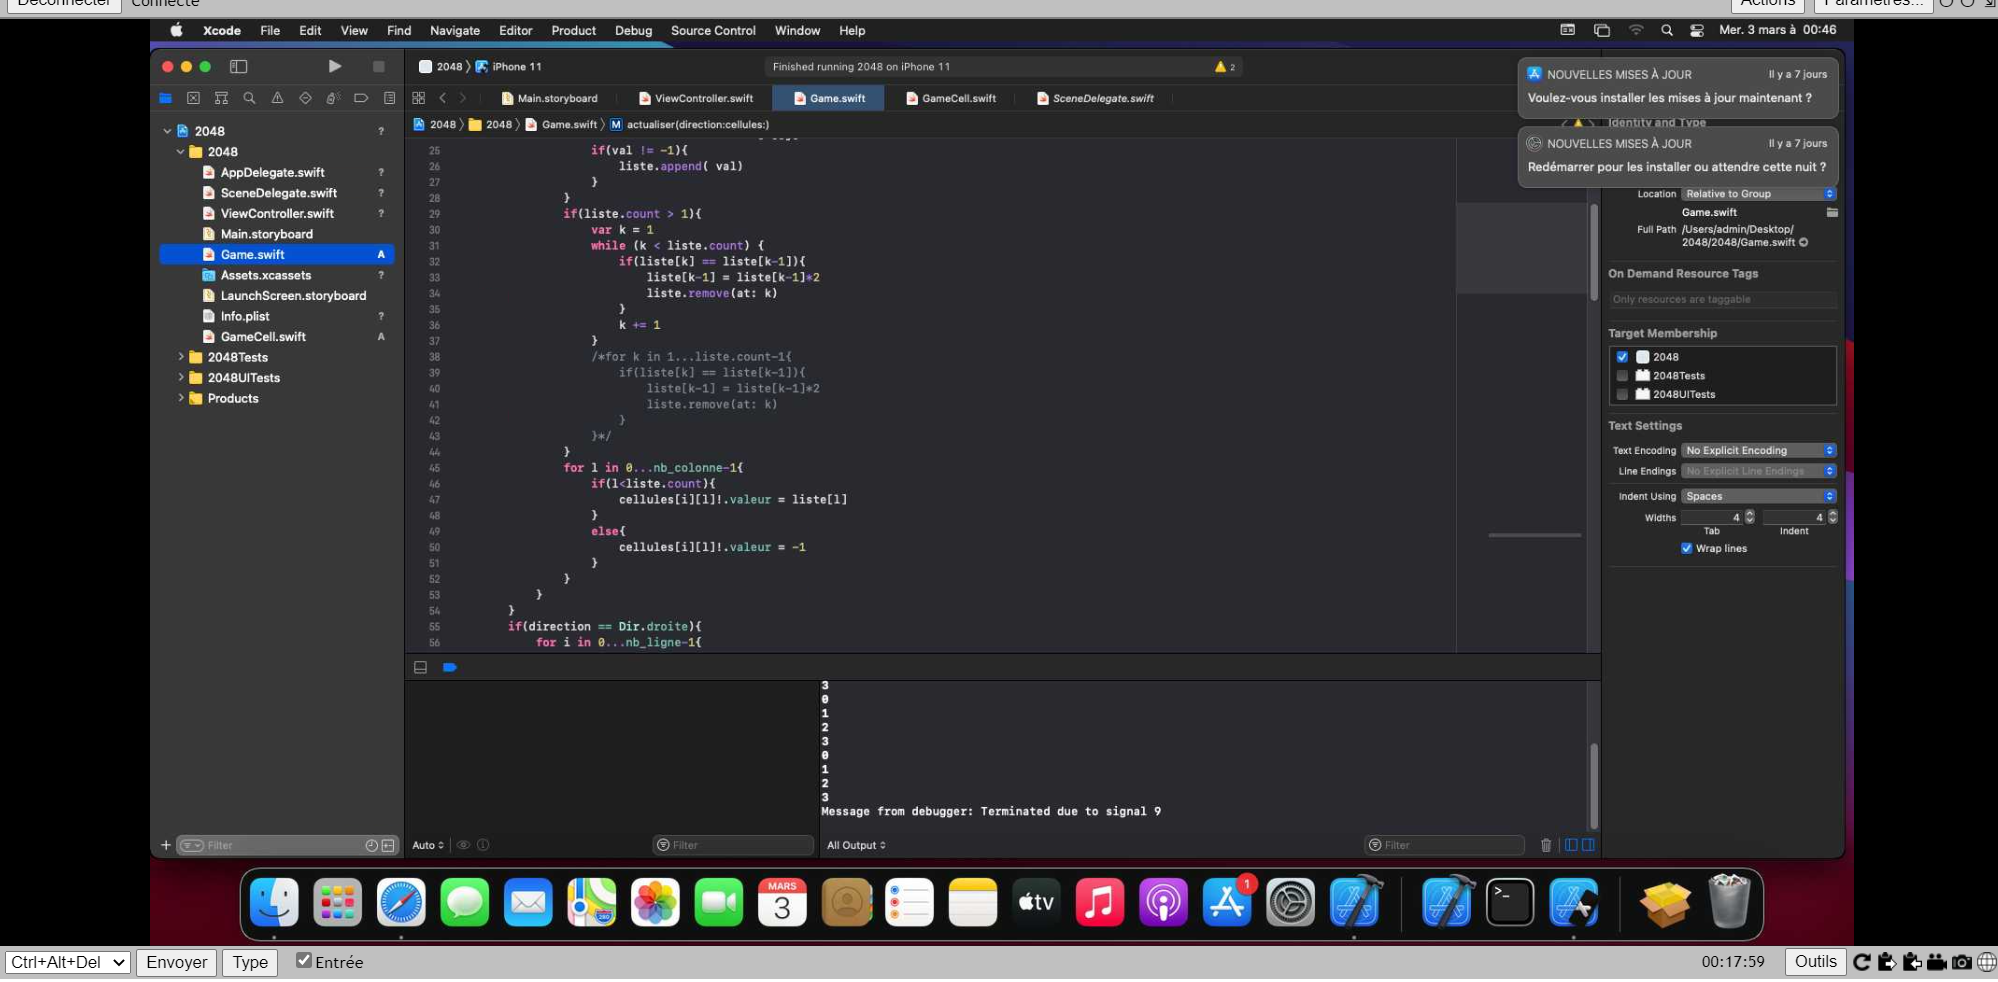 Déconnecter Connecté Actions Paramètres...
Xcode File Edit View Find Navigate Editor Product Debug Source Control Window Help Mer. 3 mars à 00:46
2048 〉 iPhone 11 Finished running 2048 on iPhone 11 2
NOUVELLES MISES À JOUR Il y a 7 jours
Voulez-vous installer les mises à jour maintenant ?
NOUVELLES MISES À JOUR Il y a 7 jours
Redémarrer pour les installer ou attendre cette nuit ?
Main.storyboard ViewController.swift Game.swift GameCell.swift SceneDelegate.swift
2048 〉 2048 〉 Game.swift 〉 M actualiser(direction:cellules:)
2048 ?
2048
AppDelegate.swift ?
SceneDelegate.swift ?
ViewController.swift ?
Main.storyboard
Game.swift A
Assets.xcassets ?
LaunchScreen.storyboard
Info.plist ?
GameCell.swift A
2048Tests
2048UITests
Products
Filter
25 if(val != -1){
26 liste.append( val)
27 }
28 }
29 if(liste.count > 1){
30 var k = 1
31 while (k < liste.count) {
32 if(liste[k] == liste[k-1]){
33 liste[k-1] = liste[k-1]*2
34 liste.remove(at: k)
35 }
36 k += 1
37 }
38 /*for k in 1...liste.count-1{
39 if(liste[k] == liste[k-1]){
40 liste[k-1] = liste[k-1]*2
41 liste.remove(at: k)
42 }
43 }*/
44 }
45 for l in 0...nb_colonne-1{
46 if(l<liste.count){
47 cellules[i][l]!.valeur = liste[l]
48 }
49 else{
50 cellules[i][l]!.valeur = -1
51 }
52 }
53 }
54 }
55 if(direction == Dir.droite){
56 for i in 0...nb_ligne-1{
Identity and Type
Location Relative to Group
Game.swift
Full Path /Users/admin/Desktop/
2048/2048/Game.swift
On Demand Resource Tags
Only resources are taggable
Target Membership
2048
2048Tests
2048UITests
Text Settings
Text Encoding No Explicit Encoding
Line Endings No Explicit Line Endings
Indent Using Spaces
Widths 4 4
Tab Indent
Wrap lines
3
0
1
2
3
0
1
2
3
Message from debugger: Terminated due to signal 9
Auto Filter All Output Filter
MARS
3
280
tv
1
>_
Ctrl+Alt+Del Envoyer Type Entrée 00:17:59 Outils